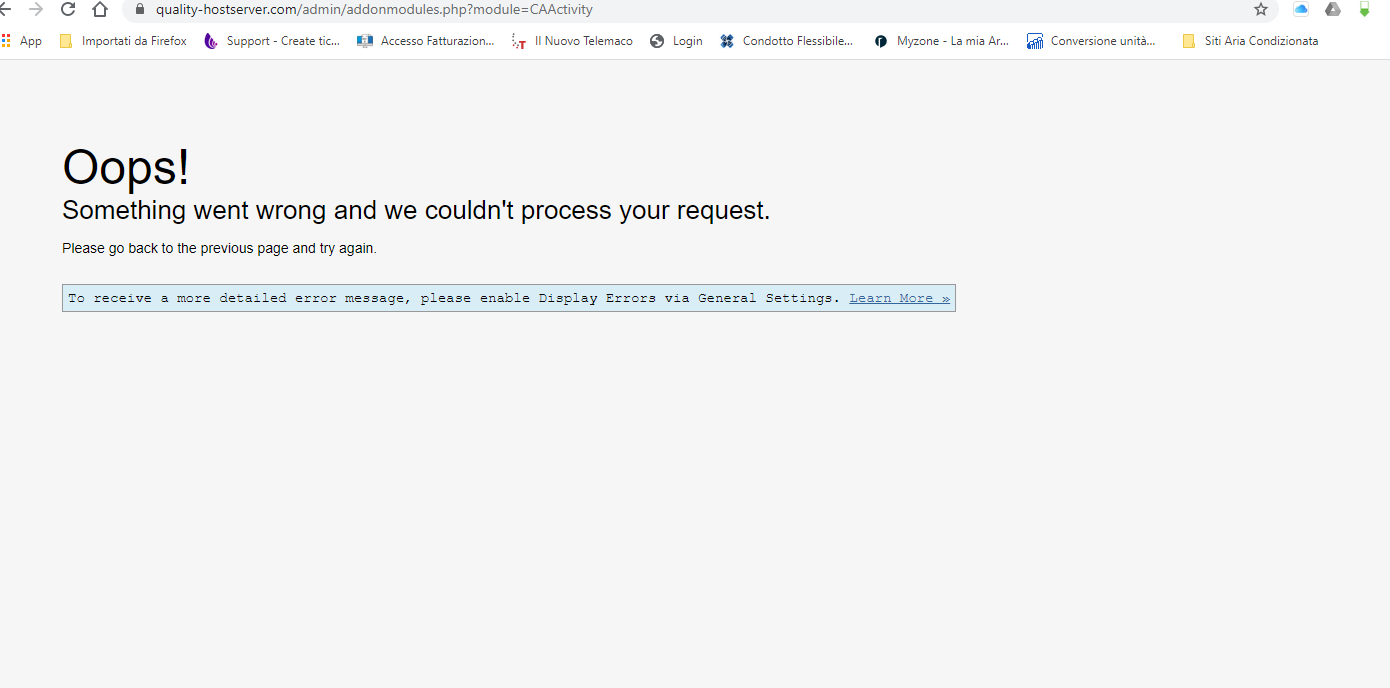 quality-hostserver.com/admin/addonmodules.php?module=CAActivity
App Importati da Firefox Support - Create tic... Accesso Fatturazion... Il Nuovo Telemaco Login Condotto Flessibile... Myzone - La mia Ar... Conversione unità... Siti Aria Condizionata
Oops!
Something went wrong and we couldn't process your request.
Please go back to the previous page and try again.
To receive a more detailed error message, please enable Display Errors via General Settings. Learn More »